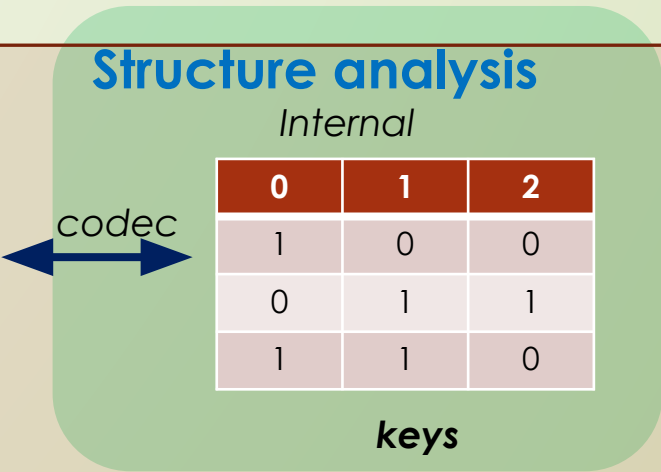 Structure analysis
Internal
codec
0 1 2
1 0 0
0 1 1
1 1 0
keys